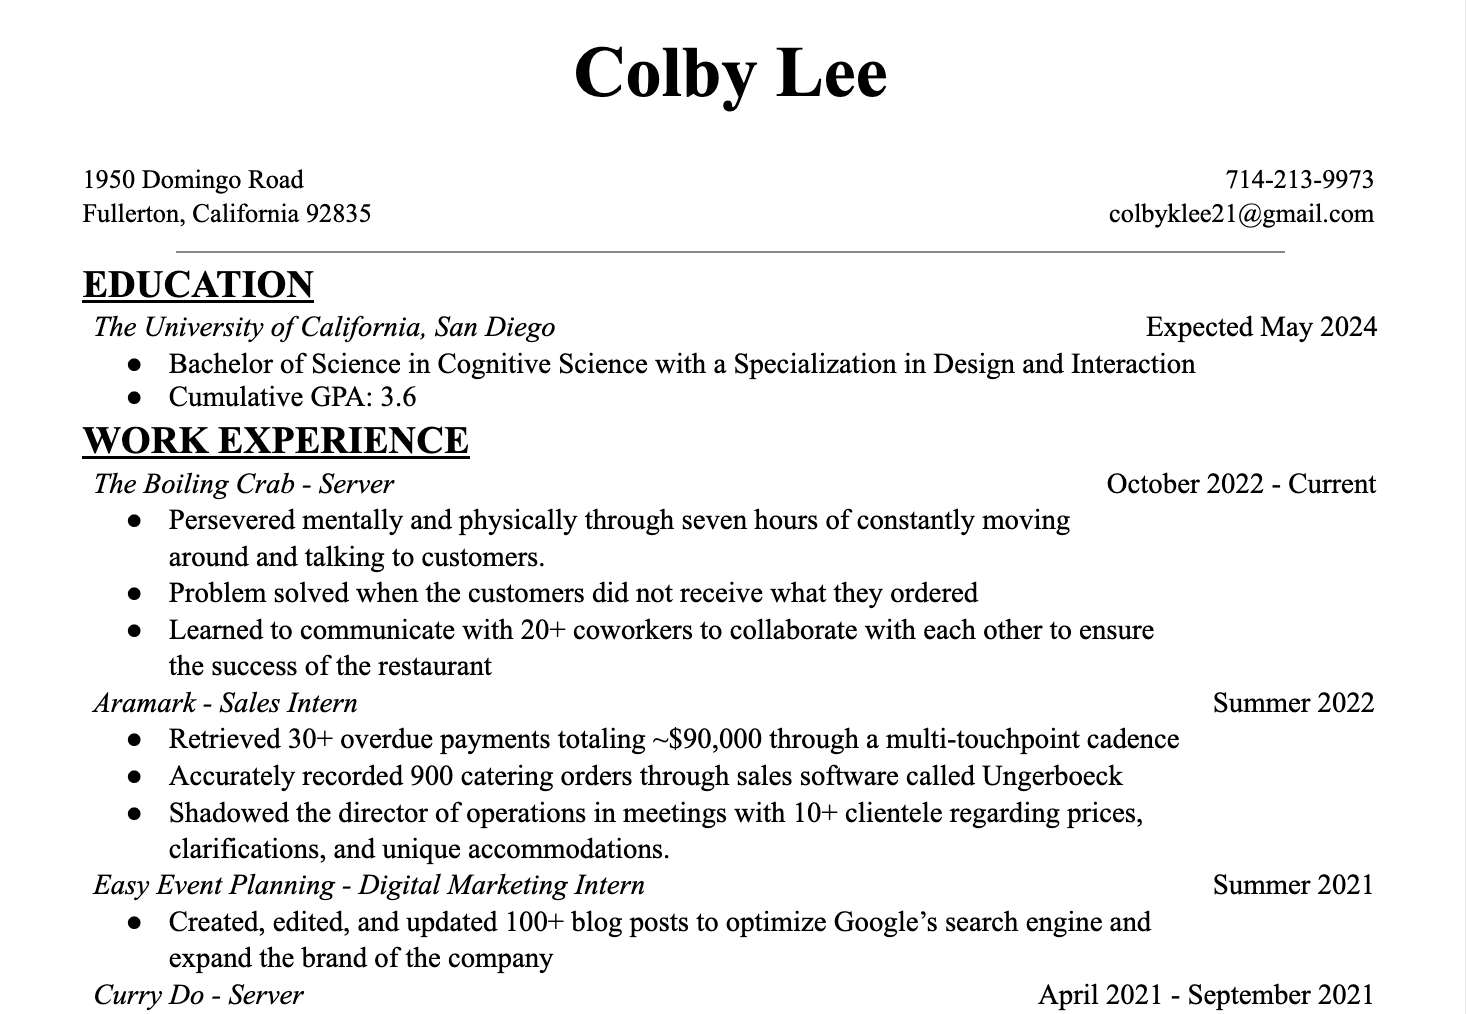 Colby Lee
1950 Domingo Road 714-213-9973
Fullerton, California 92835 colbyklee21@gmail.com
EDUCATION
The University of California, San Diego Expected May 2024
● Bachelor of Science in Cognitive Science with a Specialization in Design and Interaction
● Cumulative GPA: 3.6
WORK EXPERIENCE
The Boiling Crab - Server October 2022 - Current
● Persevered mentally and physically through seven hours of constantly moving
around and talking to customers.
● Problem solved when the customers did not receive what they ordered
● Learned to communicate with 20+ coworkers to collaborate with each other to ensure
the success of the restaurant
Aramark - Sales Intern Summer 2022
● Retrieved 30+ overdue payments totaling ~$90,000 through a multi-touchpoint cadence
● Accurately recorded 900 catering orders through sales software called Ungerboeck
● Shadowed the director of operations in meetings with 10+ clientele regarding prices,
clarifications, and unique accommodations.
Easy Event Planning - Digital Marketing Intern Summer 2021
● Created, edited, and updated 100+ blog posts to optimize Google’s search engine and
expand the brand of the company
Curry Do - Server April 2021 - September 2021